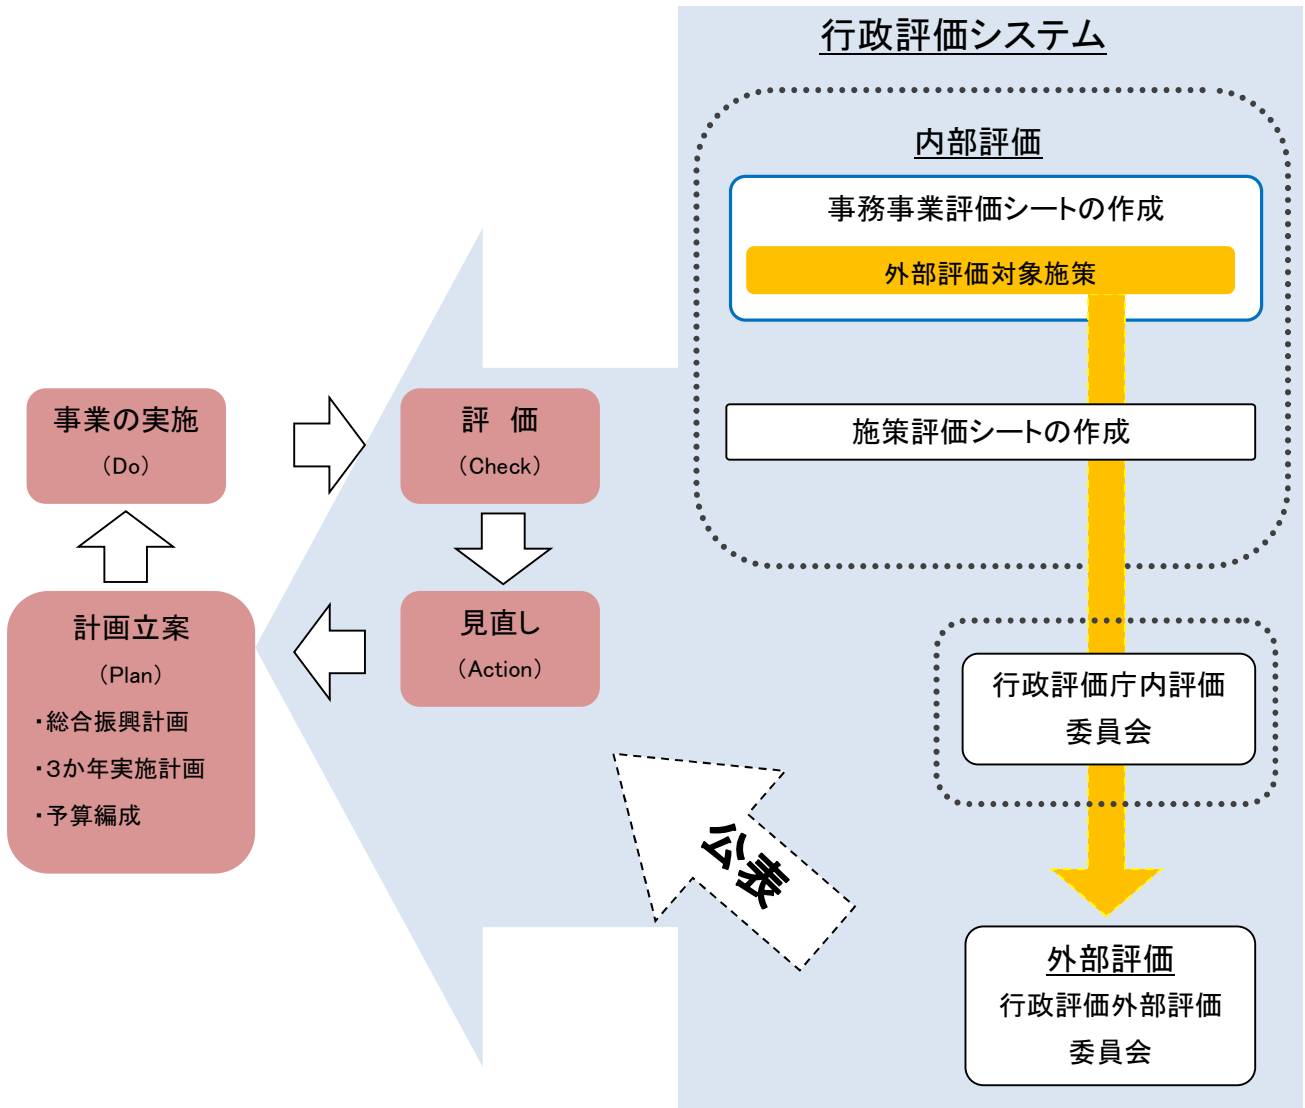 行政評価システム
内部評価
事務事業評価シートの作成
外部評価対象施策
施策評価シートの作成
行政評価庁内評価
委員会
外部評価
行政評価外部評価
委員会
公表
事業の実施
（Do）
評　価
（Check）
見直し
（Action）
計画立案
（Plan）
・総合振興計画
・3か年実施計画
・予算編成